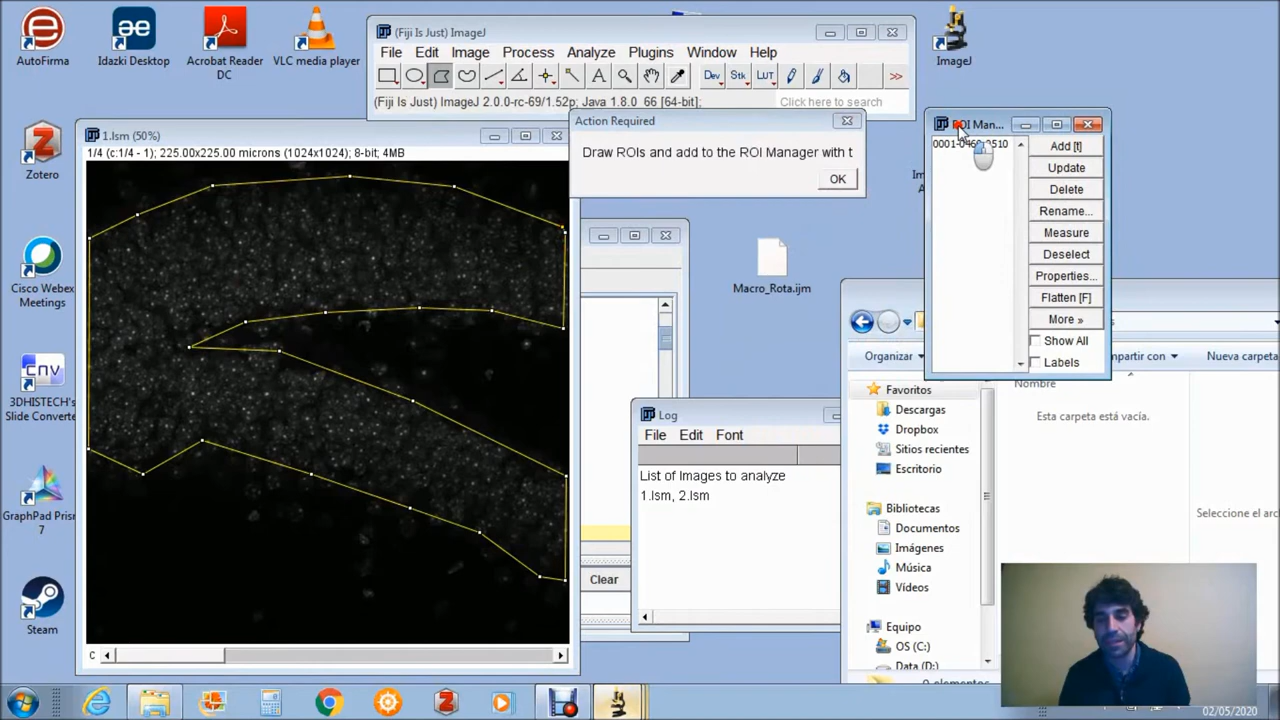 AutoFirma
Idazki Desktop
Acrobat Reader
DC
VLC media player
Zotero
Cisco Webex
Meetings
3DHISTECH's
Slide Converte
GraphPad Prism
7
Steam
ImageJ
(Fiji Is Just) ImageJ
File Edit Image Process Analyze Plugins Window Help
Dev Stk LUT
(Fiji Is Just) ImageJ 2.0.0-rc-69/1.52p; Java 1.8.0_66 [64-bit];
Click here to search
1.lsm (50%)
1/4 (c:1/4 - 1); 225.00x225.00 microns (1024x1024); 8-bit; 4MB
C
Action Required
Draw ROIs and add to the ROI Manager with t
OK
Macro_Rota.ijm
Clear
Log
File Edit Font
List of Images to analyze
1.lsm, 2.lsm
ROI Man...
Add [t]
Update
Delete
Rename...
Measure
Deselect
Properties...
Flatten [F]
More »
Show All
Labels
Organizar
mpartir con
Nueva carpeta
Favoritos
Descargas
Dropbox
Sitios recientes
Escritorio
Bibliotecas
Documentos
Imágenes
Música
Vídeos
Equipo
OS (C:)
Data (D:)
Nombre
Esta carpeta está vacía.
Seleccione el arc
0 elementos
02/05/2020